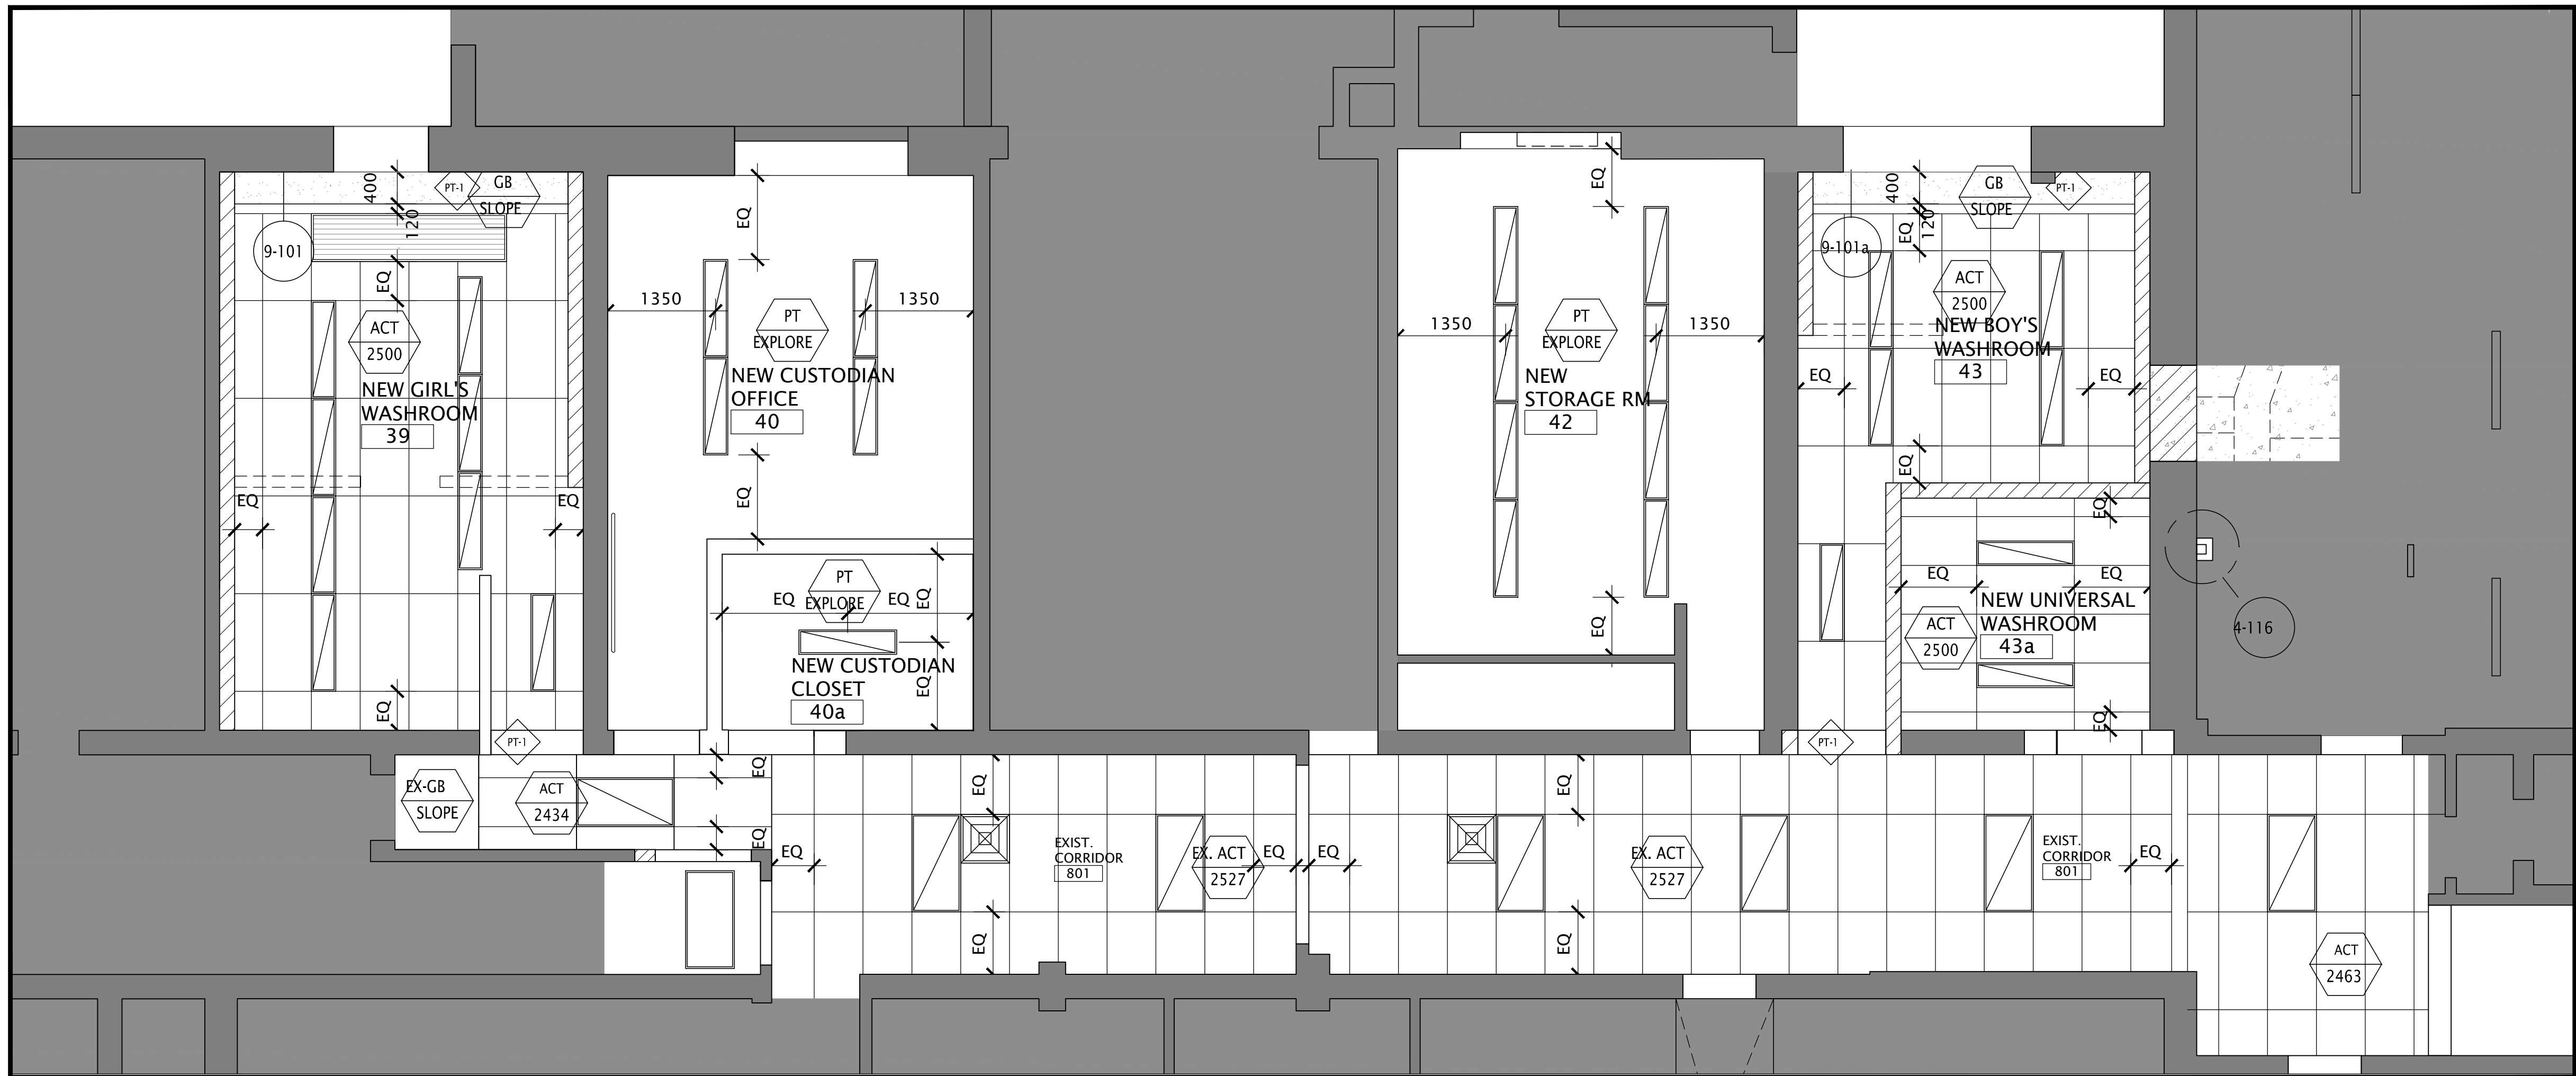 400
PT-1
GB
SLOPE
120
9-101
EQ
ACT
2500
NEW GIRL'S
WASHROOM
39
EQ
EQ
EQ
PT-1
EQ
1350
1350
PT
EXPLORE
NEW CUSTODIAN
OFFICE
40
EQ
PT
EXPLORE
EQ
EQ
EQ
EQ
NEW CUSTODIAN
CLOSET
40a
EQ
1350
1350
PT
EXPLORE
NEW
STORAGE RM
42
EQ
400
GB
SLOPE
PT-1
EQ
120
9-101a
ACT
2500
NEW BOY'S
WASHROOM
43
EQ
EQ
EQ
EQ
EQ
EQ
NEW UNIVERSAL
WASHROOM
43a
ACT
2500
EQ
PT-1
4-116
EX-GB
SLOPE
ACT
2434
EQ
EQ
EQ
EQ
EQ
EXIST.
CORRIDOR
801
EX. ACT
2527
EQ
EQ
EQ
EQ
EX. ACT
2527
EXIST.
CORRIDOR
801
EQ
ACT
2463